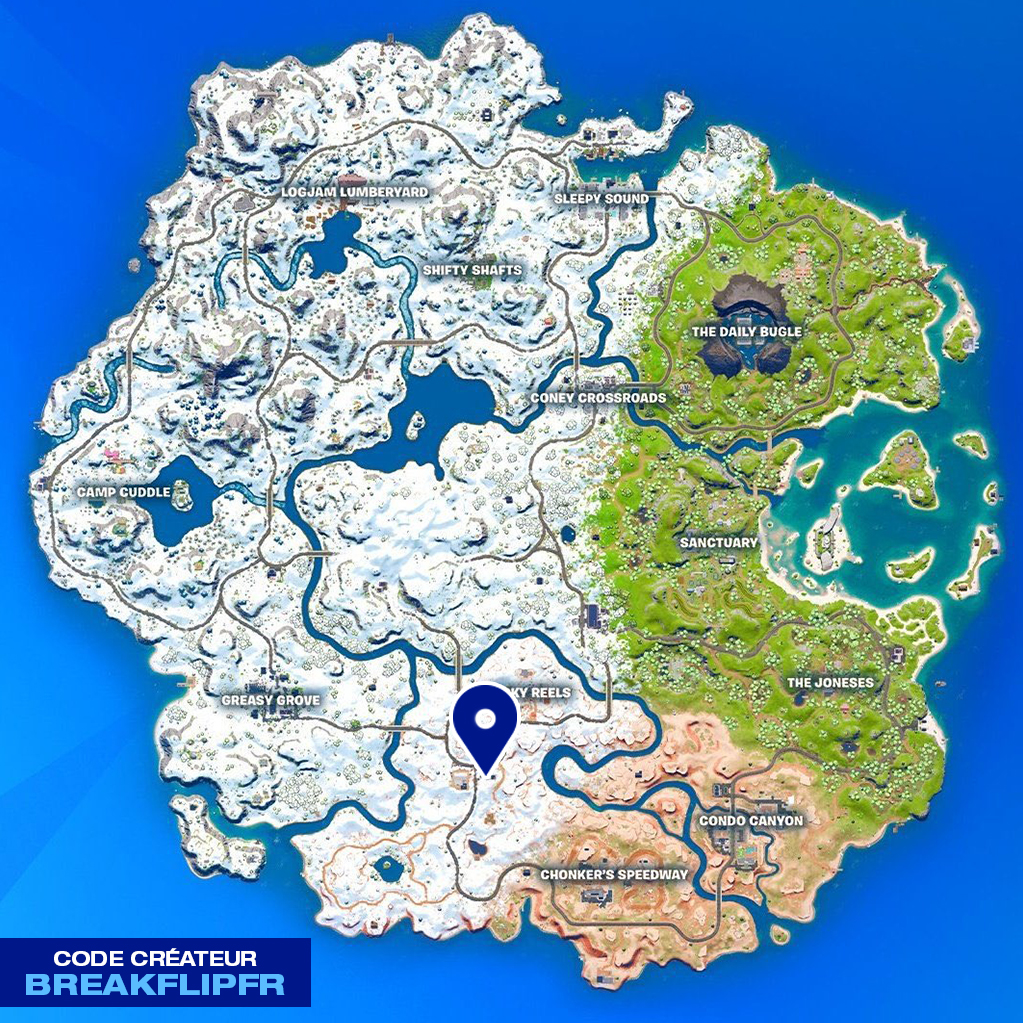 LOGJAM LUMBERYARD
SLEEPY SOUND
SHIFTY SHAFTS
THE DAILY BUGLE
CONEY CROSSROADS
CAMP CUDDLE
SANCTUARY
THE JONESES
KY REELS
GREASY GROVE
CONDO CANYON
CHONKER'S SPEEDWAY
CODE CRÉATEUR
BREAKFLIPFR